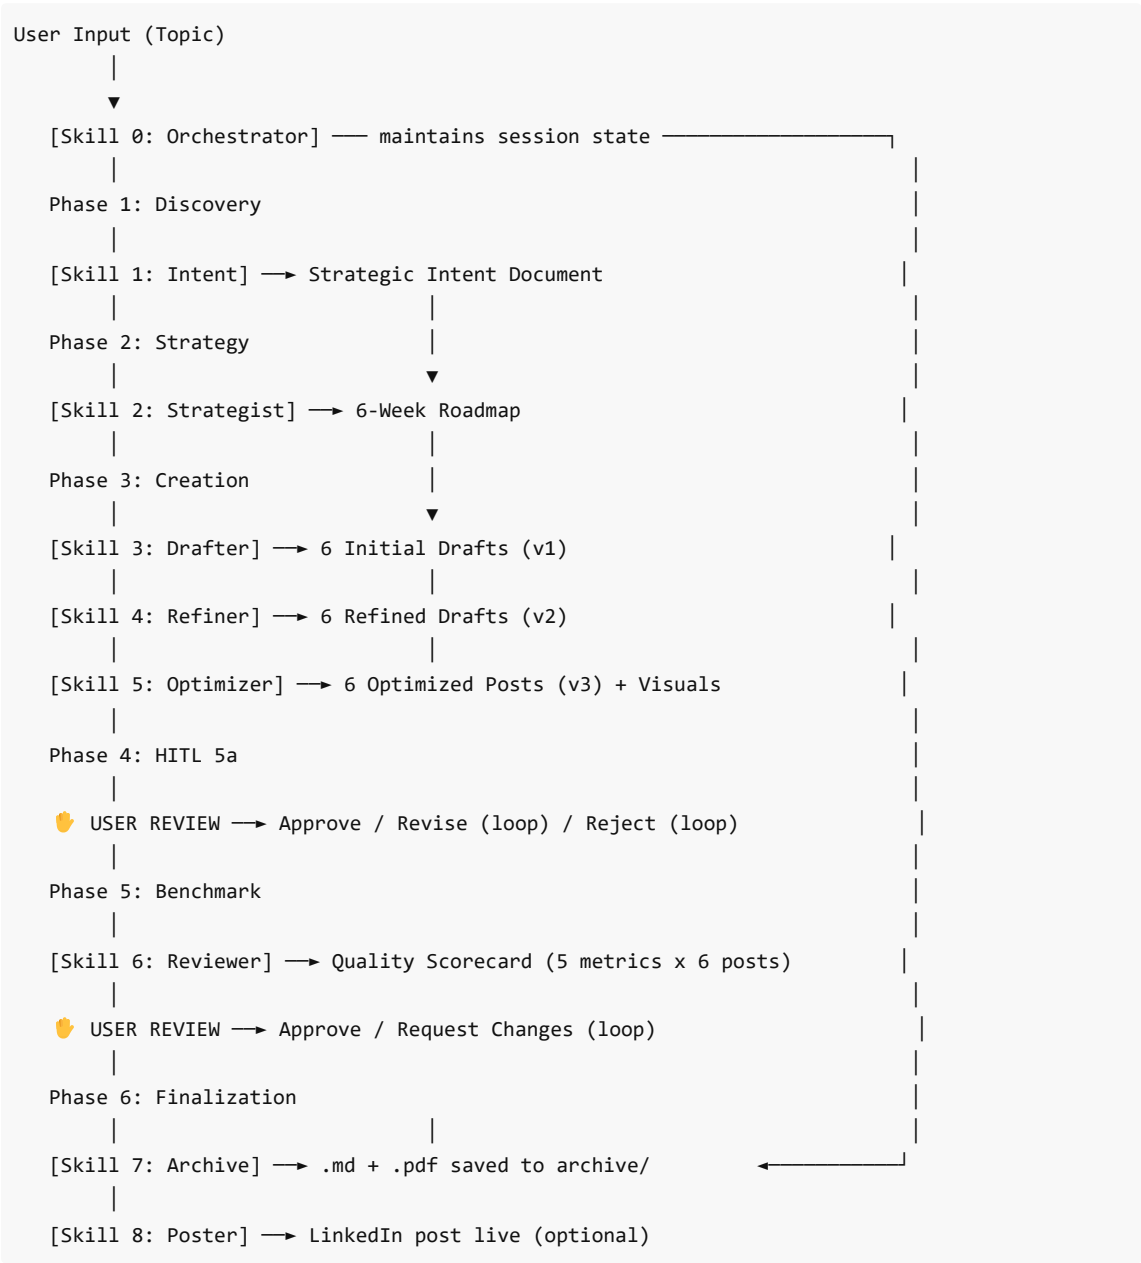 User Input (Topic)
[Skill 0: Orchestrator] ── maintains session state
Phase 1: Discovery
[Skill 1: Intent] ──► Strategic Intent Document
Phase 2: Strategy
[Skill 2: Strategist] ──► 6-Week Roadmap
Phase 3: Creation
[Skill 3: Drafter] ──► 6 Initial Drafts (v1)
[Skill 4: Refiner] ──► 6 Refined Drafts (v2)
[Skill 5: Optimizer] ──► 6 Optimized Posts (v3) + Visuals
Phase 4: HITL 5a
🖐 USER REVIEW ──► Approve / Revise (loop) / Reject (loop)
Phase 5: Benchmark
[Skill 6: Reviewer] ──► Quality Scorecard (5 metrics x 6 posts)
🖐 USER REVIEW ──► Approve / Request Changes (loop)
Phase 6: Finalization
[Skill 7: Archive] ──► .md + .pdf saved to archive/
[Skill 8: Poster] ──► LinkedIn post live (optional)